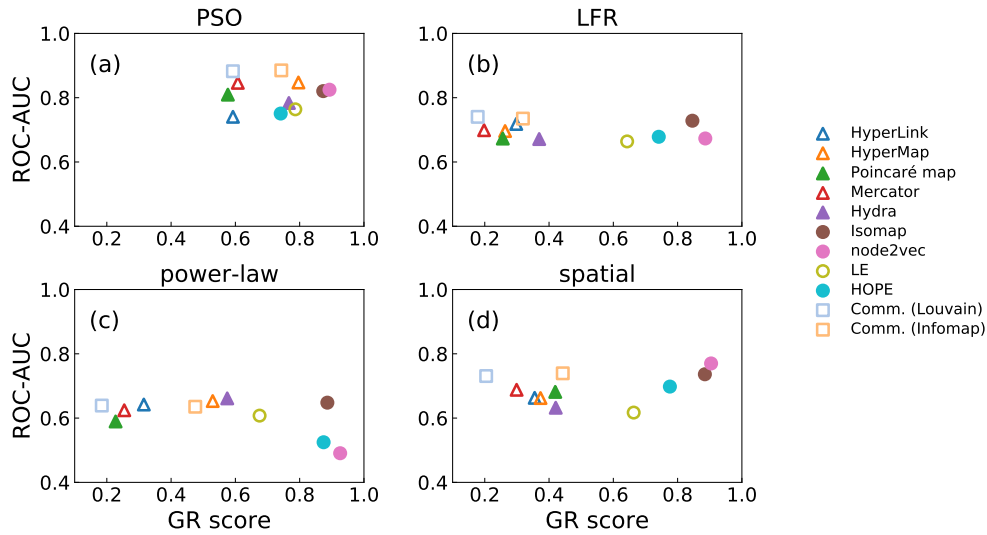 PSO
LFR
1.0
0.8
0.6
0.4
ROC-AUC
(a)
0.2 0.4 0.6 0.8 1.0
1.0
0.8
0.6
0.4
(b)
0.2 0.4 0.6 0.8 1.0
power-law
spatial
1.0
0.8
0.6
0.4
ROC-AUC
(c)
0.2 0.4 0.6 0.8 1.0
GR score
1.0
0.8
0.6
0.4
(d)
0.2 0.4 0.6 0.8 1.0
GR score
HyperLink
HyperMap
Poincaré map
Mercator
Hydra
Isomap
node2vec
LE
HOPE
Comm. (Louvain)
Comm. (Infomap)